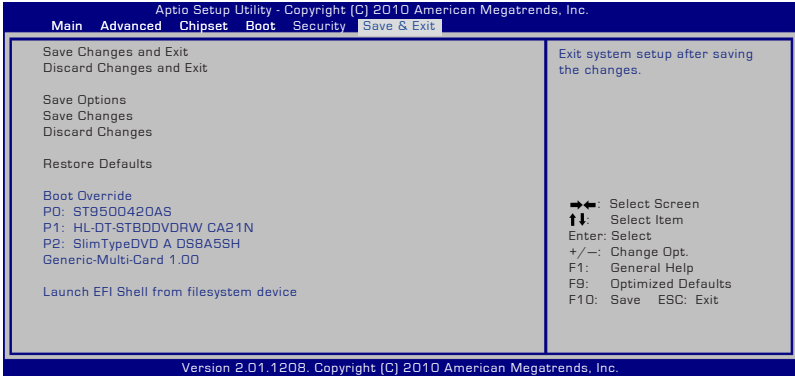 Aptio Setup Utility - Copyright (C) 2010 American Megatrends, Inc.
Main Advanced Chipset Boot Security Save & Exit
Save Changes and Exit
Discard Changes and Exit
Save Options
Save Changes
Discard Changes
Restore Defaults
Boot Override
P0: ST9500420AS
P1: HL-DT-STBDDVDRW CA21N
P2: SlimTypeDVD A DS8A5SH
Generic-Multi-Card 1.00
Launch EFI Shell from filesystem device
Exit system setup after saving
the changes.
→←: Select Screen
↑↓: Select Item
Enter: Select
+/—: Change Opt.
F1: General Help
F9: Optimized Defaults
F10: Save ESC: Exit
Version 2.01.1208. Copyright (C) 2010 American Megatrends, Inc.